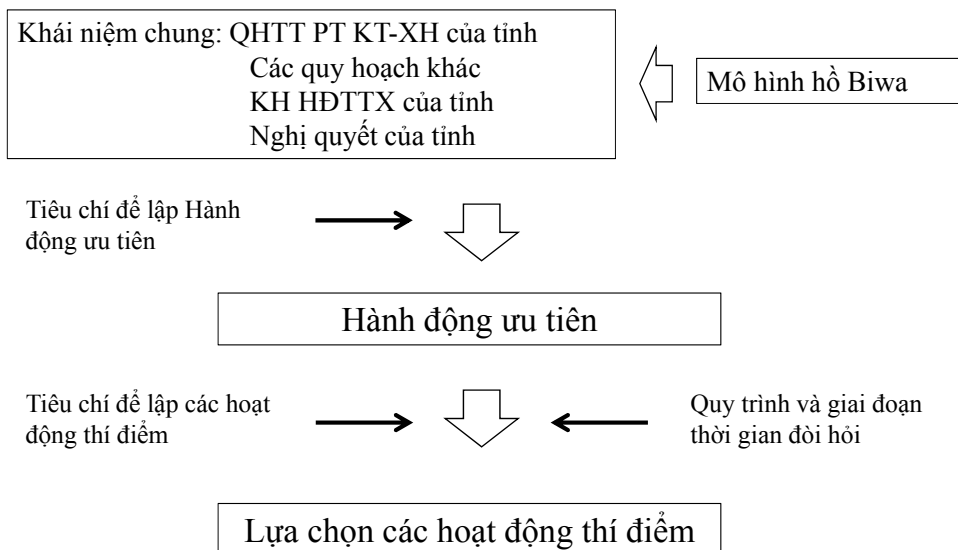 Khái niệm chung: QHTT PT KT-XH của tỉnh
Các quy hoạch khác
KH HĐTTX của tỉnh
Nghị quyết của tỉnh
Mô hình hồ Biwa
Tiêu chí để lập Hành
động ưu tiên
Hành động ưu tiên
Tiêu chí để lập các hoạt
động thí điểm
Quy trình và giai đoạn
thời gian đòi hỏi
Lựa chọn các hoạt động thí điểm